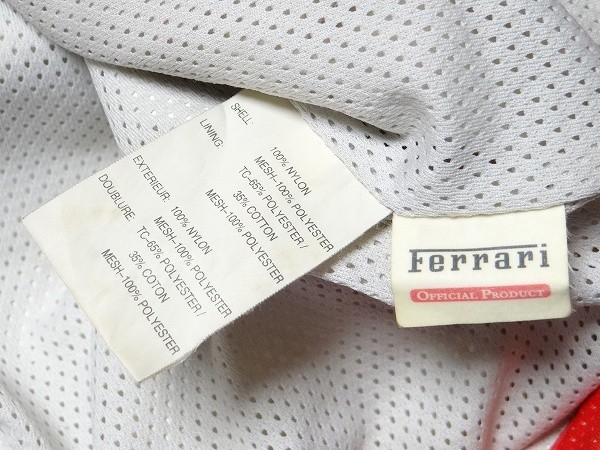 SHELL: 100% NYLON
MESH-100% POLYESTER
LINING: TC-65% POLYESTER /
35% COTTON
MESH-100% POLYESTER
EXTERIEUR: 100% NYLON
MESH-100% POLYESTER
DOUBLURE: TC-65% POLYESTER /
35% COTTON
MESH-100% POLYESTER
Ferrari
OFFICIAL PRODUCT